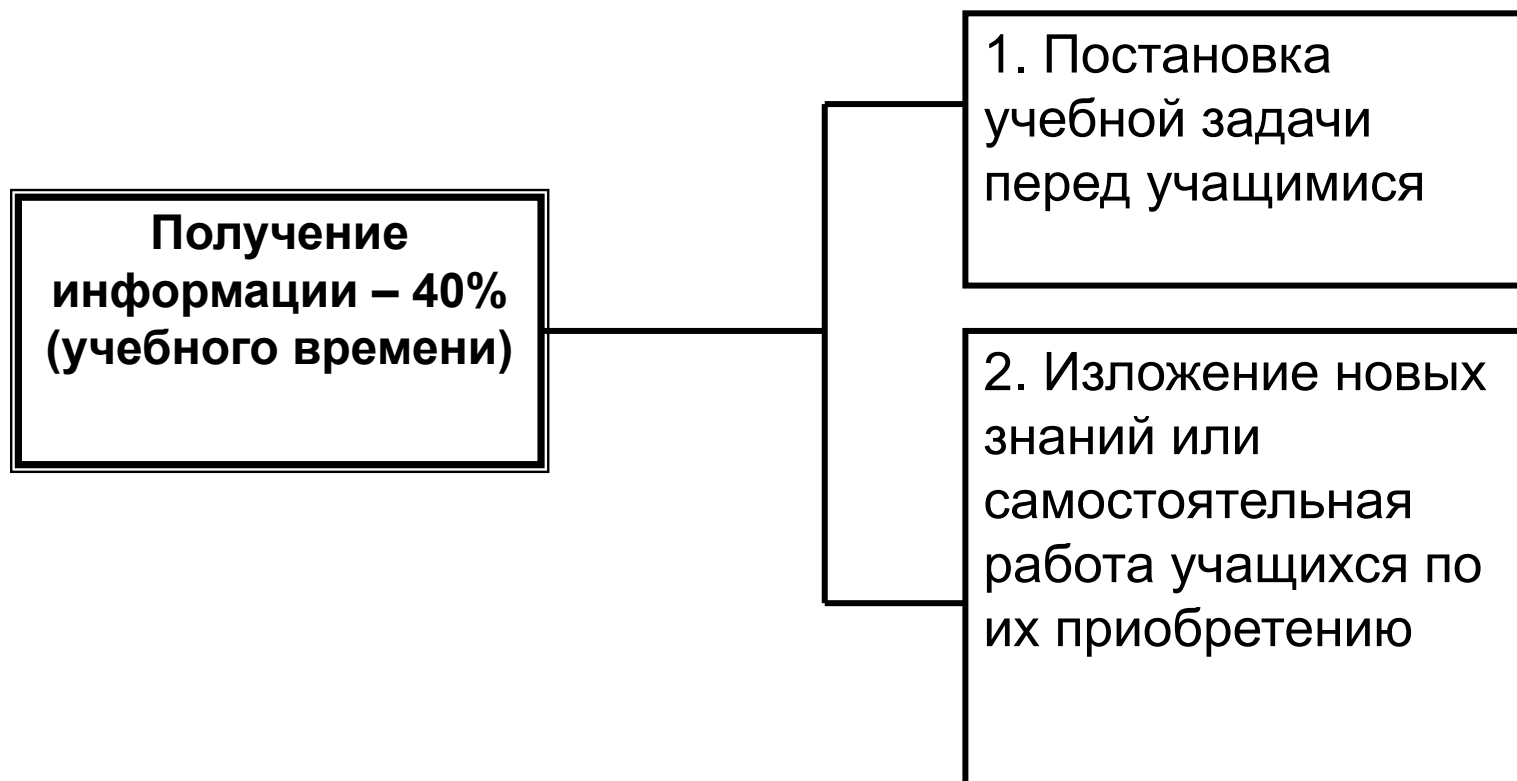 Получение
информации – 40%
(учебного времени)
1. Постановка
учебной задачи
перед учащимися
2. Изложение новых
знаний или
самостоятельная
работа учащихся по
их приобретению